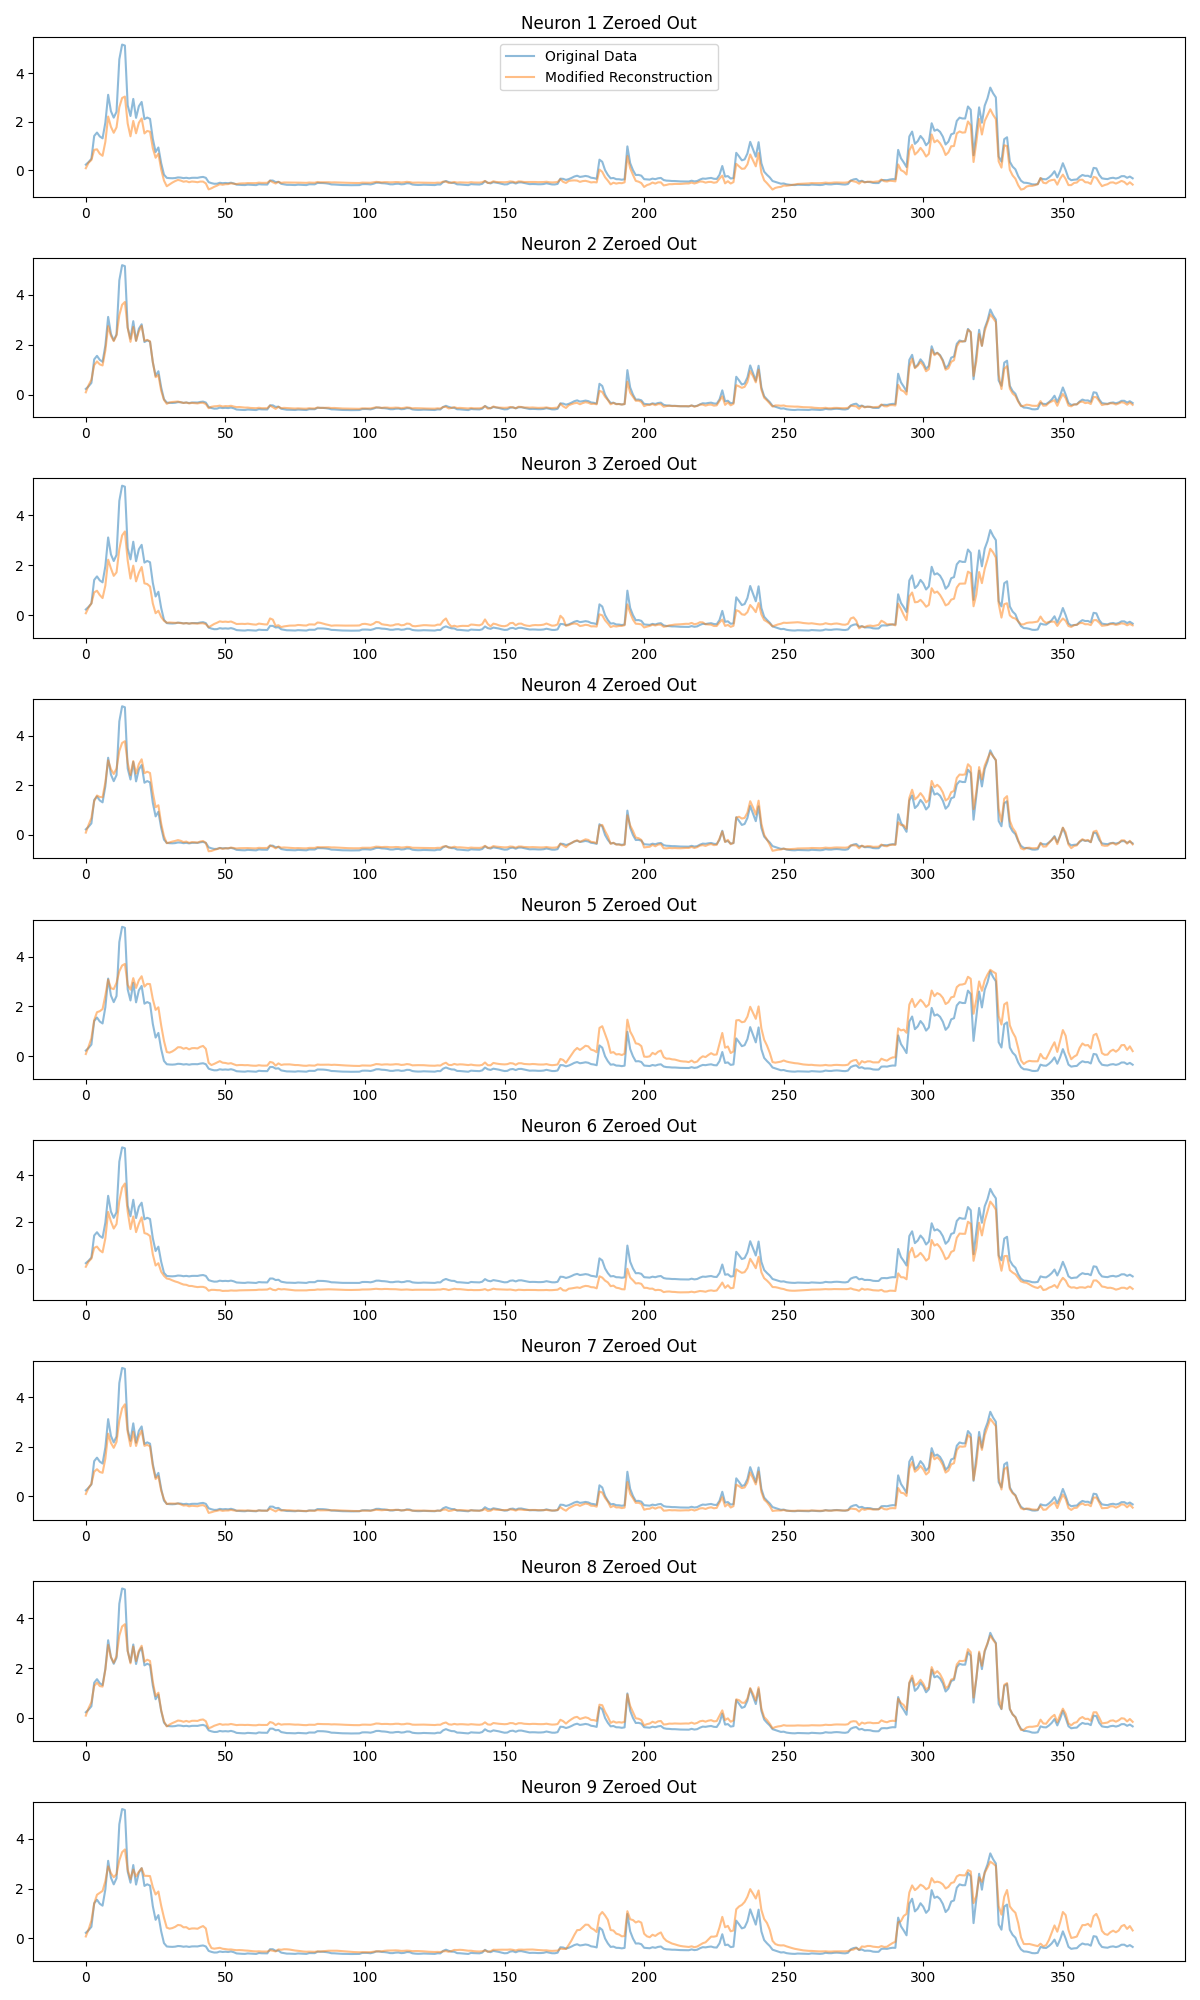 Neuron 1 Zeroed Out
Original Data
Modified Reconstruction
4
2
0
0 50 100 150 200 250 300 350
Neuron 2 Zeroed Out
4
2
0
0 50 100 150 200 250 300 350
Neuron 3 Zeroed Out
4
2
0
0 50 100 150 200 250 300 350
Neuron 4 Zeroed Out
4
2
0
0 50 100 150 200 250 300 350
Neuron 5 Zeroed Out
4
2
0
0 50 100 150 200 250 300 350
Neuron 6 Zeroed Out
4
2
0
0 50 100 150 200 250 300 350
Neuron 7 Zeroed Out
4
2
0
0 50 100 150 200 250 300 350
Neuron 8 Zeroed Out
4
2
0
0 50 100 150 200 250 300 350
Neuron 9 Zeroed Out
4
2
0
0 50 100 150 200 250 300 350